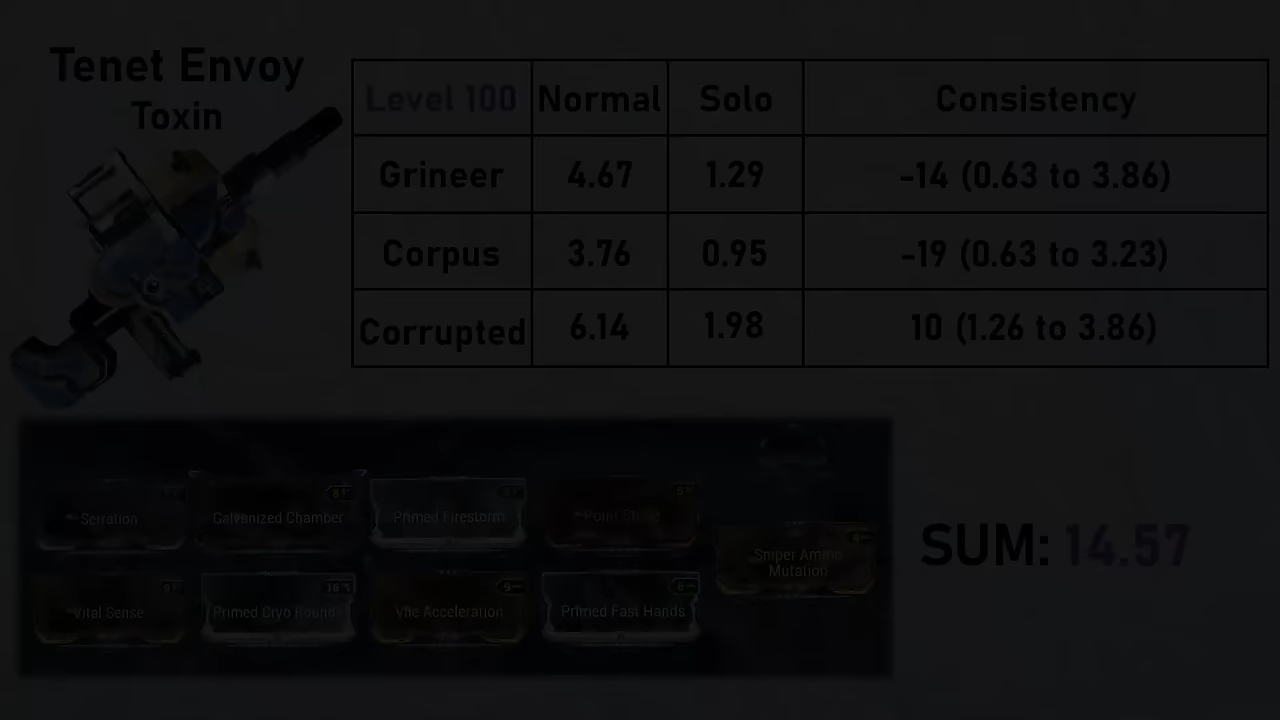 Tenet Envoy
Toxin
Level 100 Normal Solo Consistency
Grineer 4.67 1.29 -14 (0.63 to 3.86)
Corpus 3.76 0.95 -19 (0.63 to 3.23)
Corrupted 6.14 1.98 10 (1.26 to 3.86)
Serration Galvanized Chamber Primed Firestorm Point Strike
Sniper Ammo
Mutation
Vital Sense Primed Cryo Rounds Vile Acceleration Primed Fast Hands
SUM: 14.57